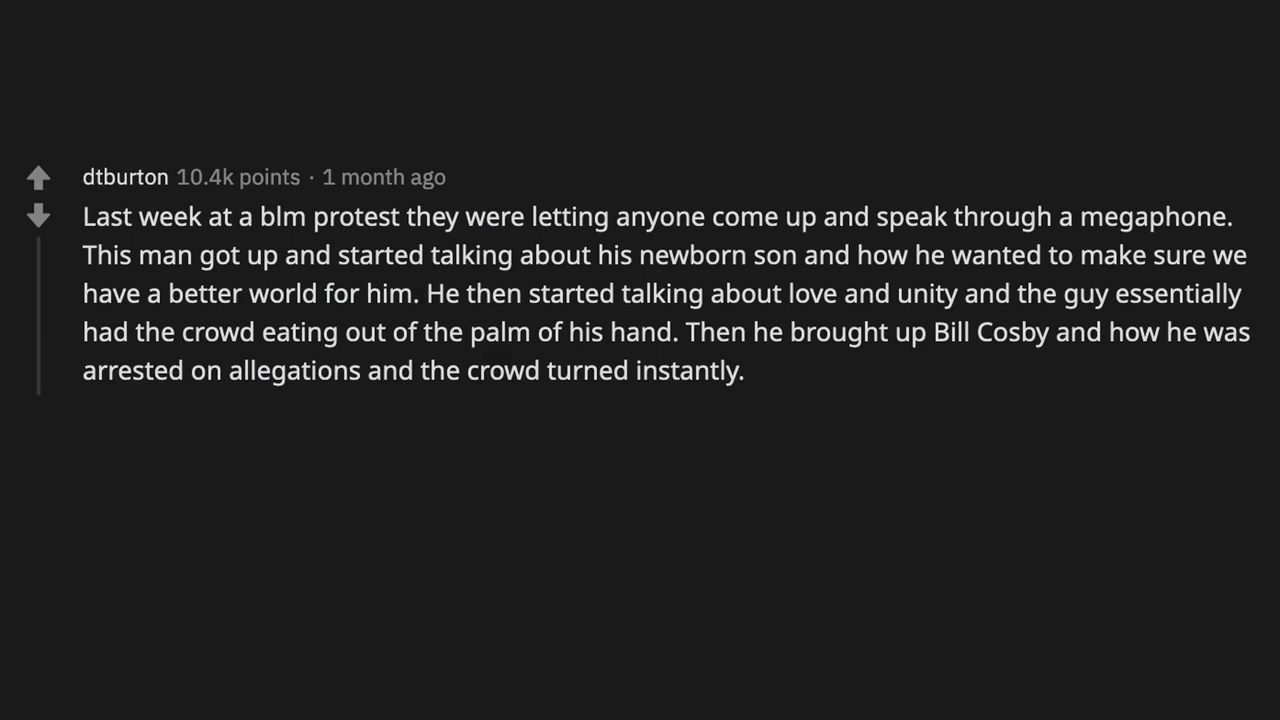 dtburton 10.4k points · 1 month ago
Last week at a blm protest they were letting anyone come up and speak through a megaphone.
This man got up and started talking about his newborn son and how he wanted to make sure we
have a better world for him. He then started talking about love and unity and the guy essentially
had the crowd eating out of the palm of his hand. Then he brought up Bill Cosby and how he was
arrested on allegations and the crowd turned instantly.